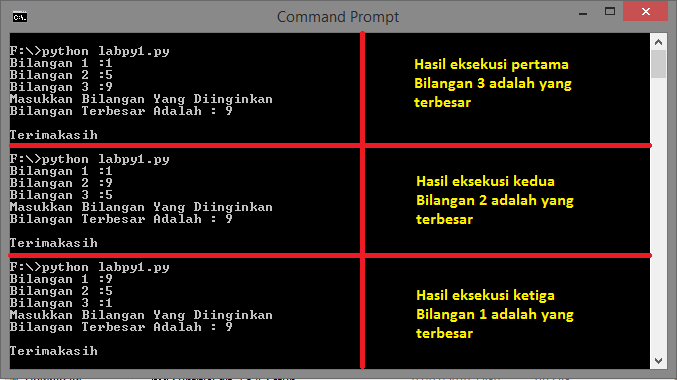 Command Prompt
F:\>python labpy1.py
Bilangan 1 :1
Bilangan 2 :5
Bilangan 3 :9
Masukkan Bilangan Yang Diinginkan
Bilangan Terbesar Adalah : 9
Terimakasih
Hasil eksekusi pertama
Bilangan 3 adalah yang
terbesar
F:\>python labpy1.py
Bilangan 1 :1
Bilangan 2 :9
Bilangan 3 :5
Masukkan Bilangan Yang Diinginkan
Bilangan Terbesar Adalah : 9
Terimakasih
Hasil eksekusi kedua
Bilangan 2 adalah yang
terbesar
F:\>python labpy1.py
Bilangan 1 :9
Bilangan 2 :5
Bilangan 3 :1
Masukkan Bilangan Yang Diinginkan
Bilangan Terbesar Adalah : 9
Terimakasih
Hasil eksekusi ketiga
Bilangan 1 adalah yang
terbesar